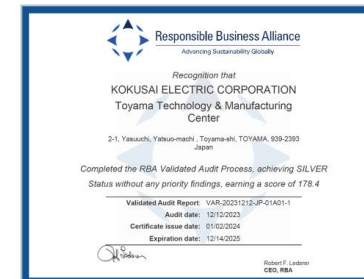 Responsible Business Alliance
Advancing Sustainability Globally
Recognition that
KOKUSAI ELECTRIC CORPORATION
Toyama Technology & Manufacturing
Center
2-1, Yasuuchi, Yatsuo-machi , Toyama-shi, TOYAMA, 939-2393
Japan
Completed the RBA Validated Audit Process, achieving SILVER
Status without any priority findings, earning a score of 178.4
Validated Audit Report: VAR-20231212-JP-01A01-1
Audit date: 12/12/2023
Certificate issue date: 01/02/2024
Expiration date: 12/14/2025
Robert F. Lederer
CEO, RBA